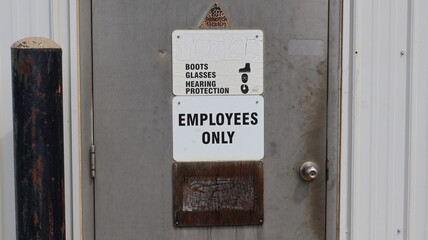 BOOTS
GLASSES
HEARING
PROTECTION
EMPLOYEES
ONLY